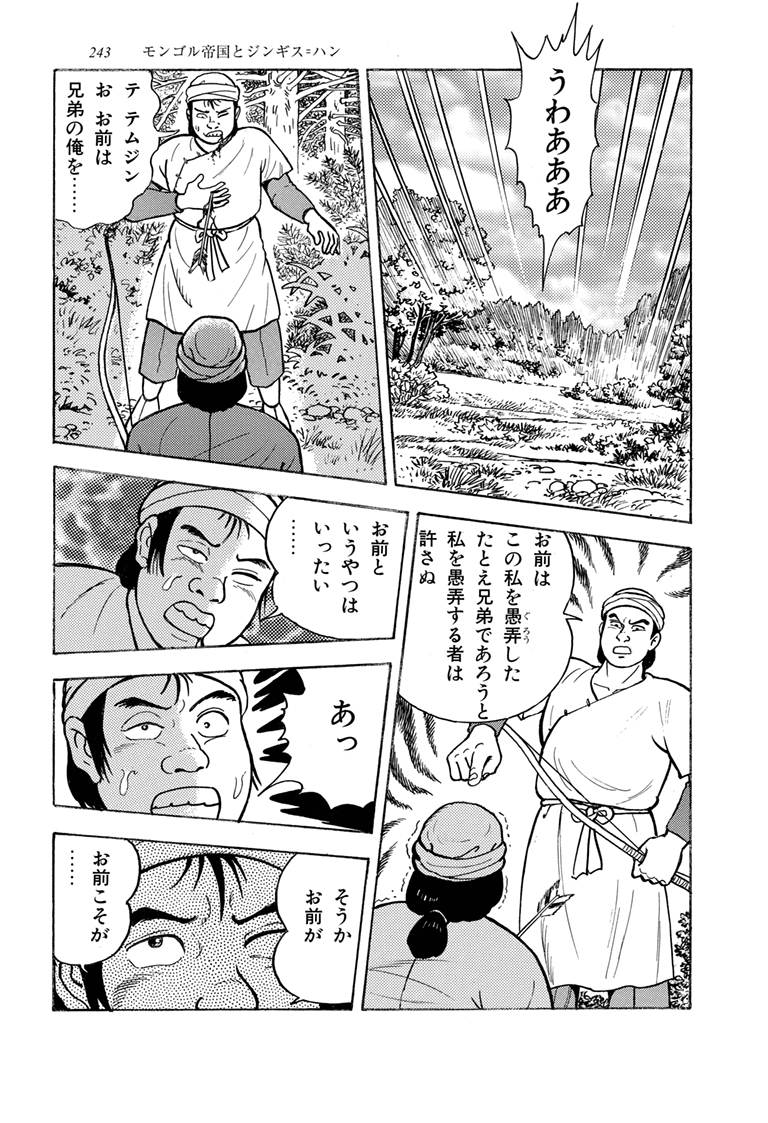 243 モンゴル帝国とジンギス=ハン
うわあああ
テ テムジン
お お前は
兄弟の俺を……
お前は
この私を愚弄した
たとえ兄弟であろうと
私を愚弄する者は
許さぬ
ぐろう
お前と
いうやつは
いったい
……
あっ
そうか
お前が
お前こそが
……